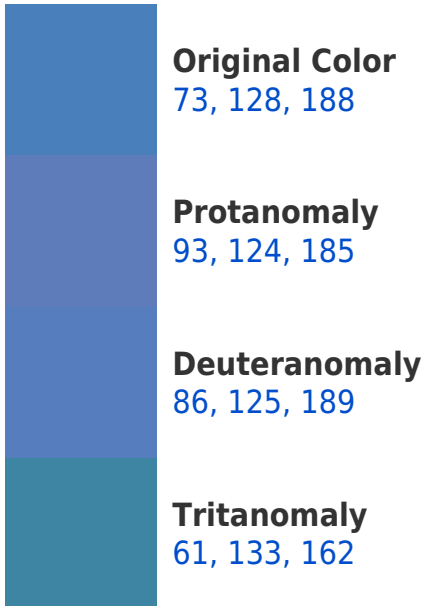 Original Color
73, 128, 188
Protanomaly
93, 124, 185
Deuteranomaly
86, 125, 189
Tritanomaly
61, 133, 162